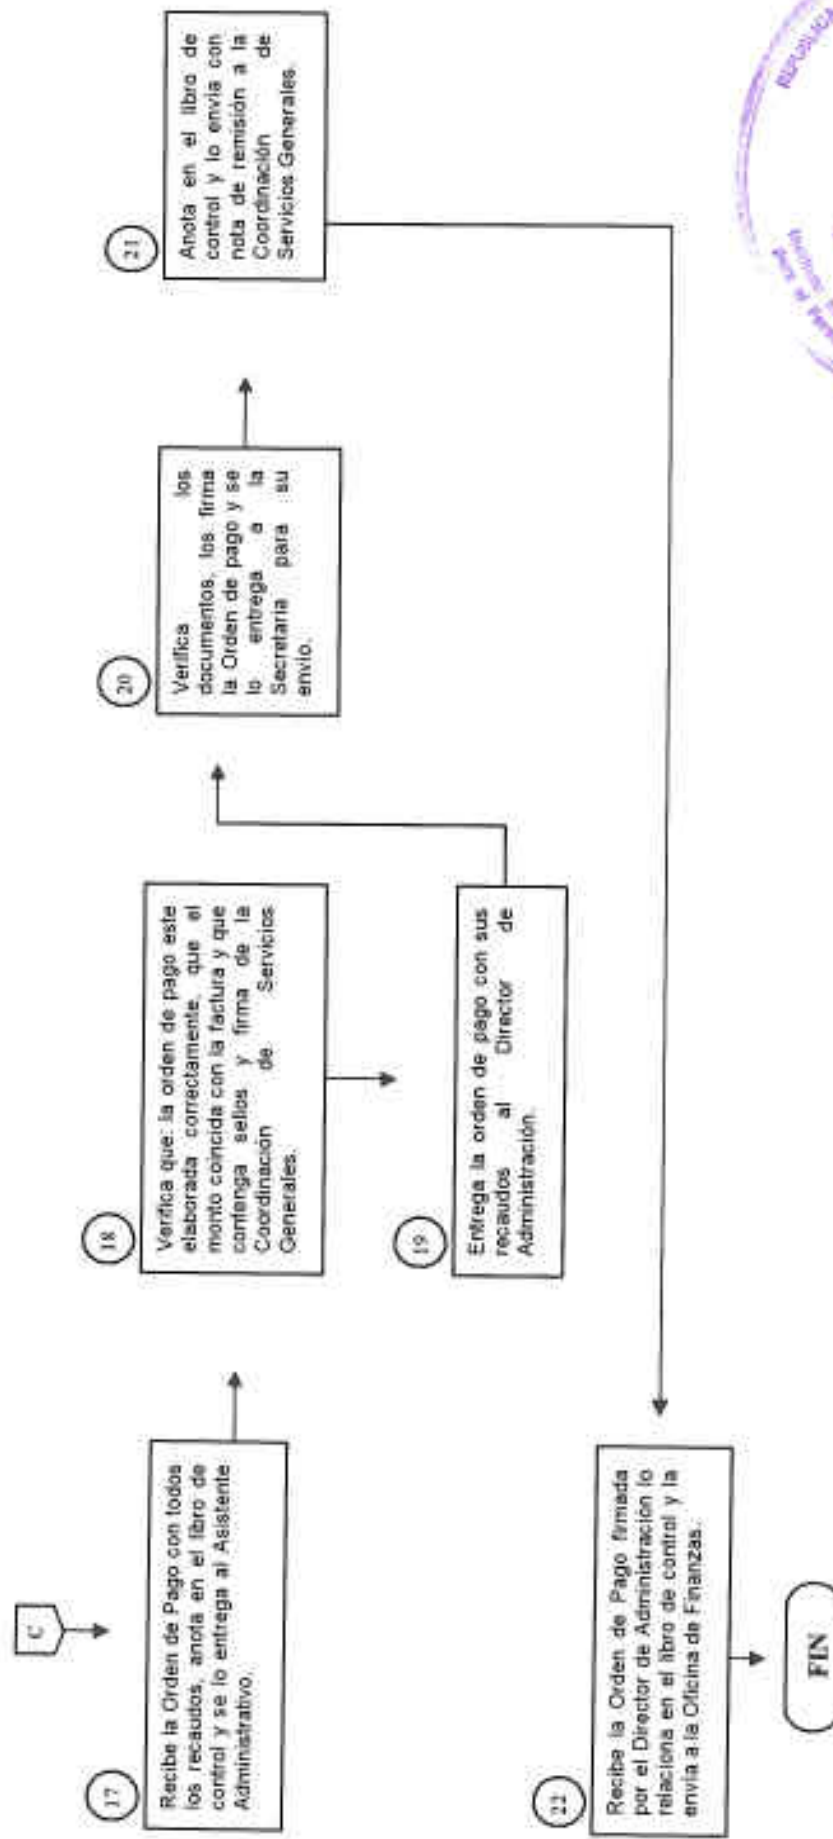 C
17
Recibe la Orden de Pago con todos
los recaudos, anota en el libro de
control y se lo entrega al Asistente
Administrativo.
18
Verifica que: la orden de pago este
elaborada correctamente, que el
monto coincida con la factura y que
contenga sellos y firma de la
Coordinación de Servicios
Generales.
19
Entrega la orden de pago con sus
recaudos al Director de
Administración.
20
Verifica los
documentos, los firma
la Orden de pago y se
lo entrega a la
Secretaria para su
envío.
21
Anota en el libro de
control y lo envía con
nota de remisión a la
Coordinación de
Servicios Generales.
22
Recibe la Orden de Pago firmada
por el Director de Administración lo
relaciona en el libro de control y la
envía a la Oficina de Finanzas.
FIN
REPUBLICA